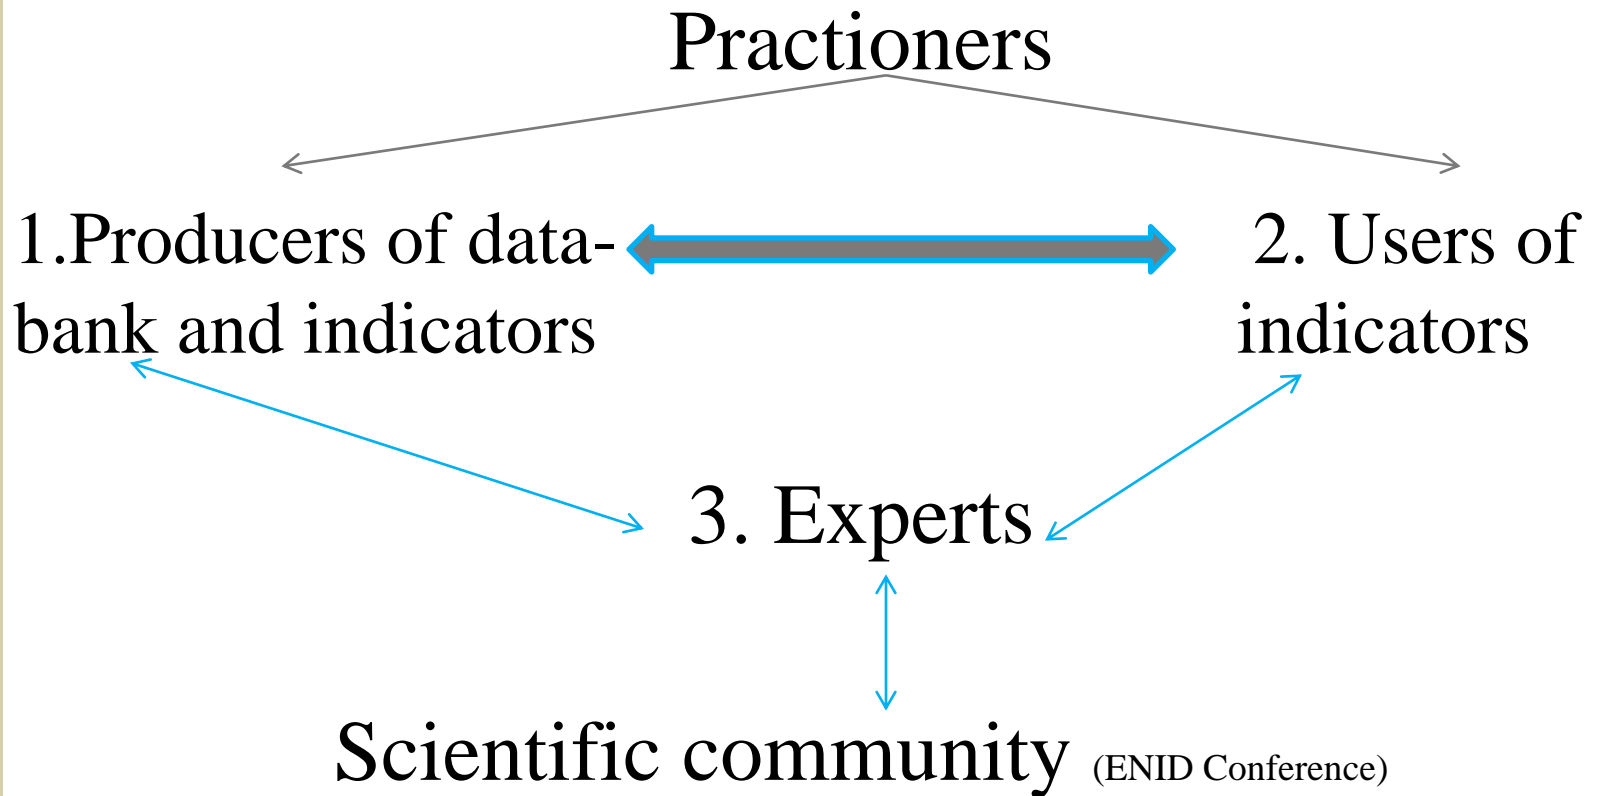 Practioners
1.Producers of data-
bank and indicators
2. Users of
indicators
3. Experts
Scientific community (ENID Conference)